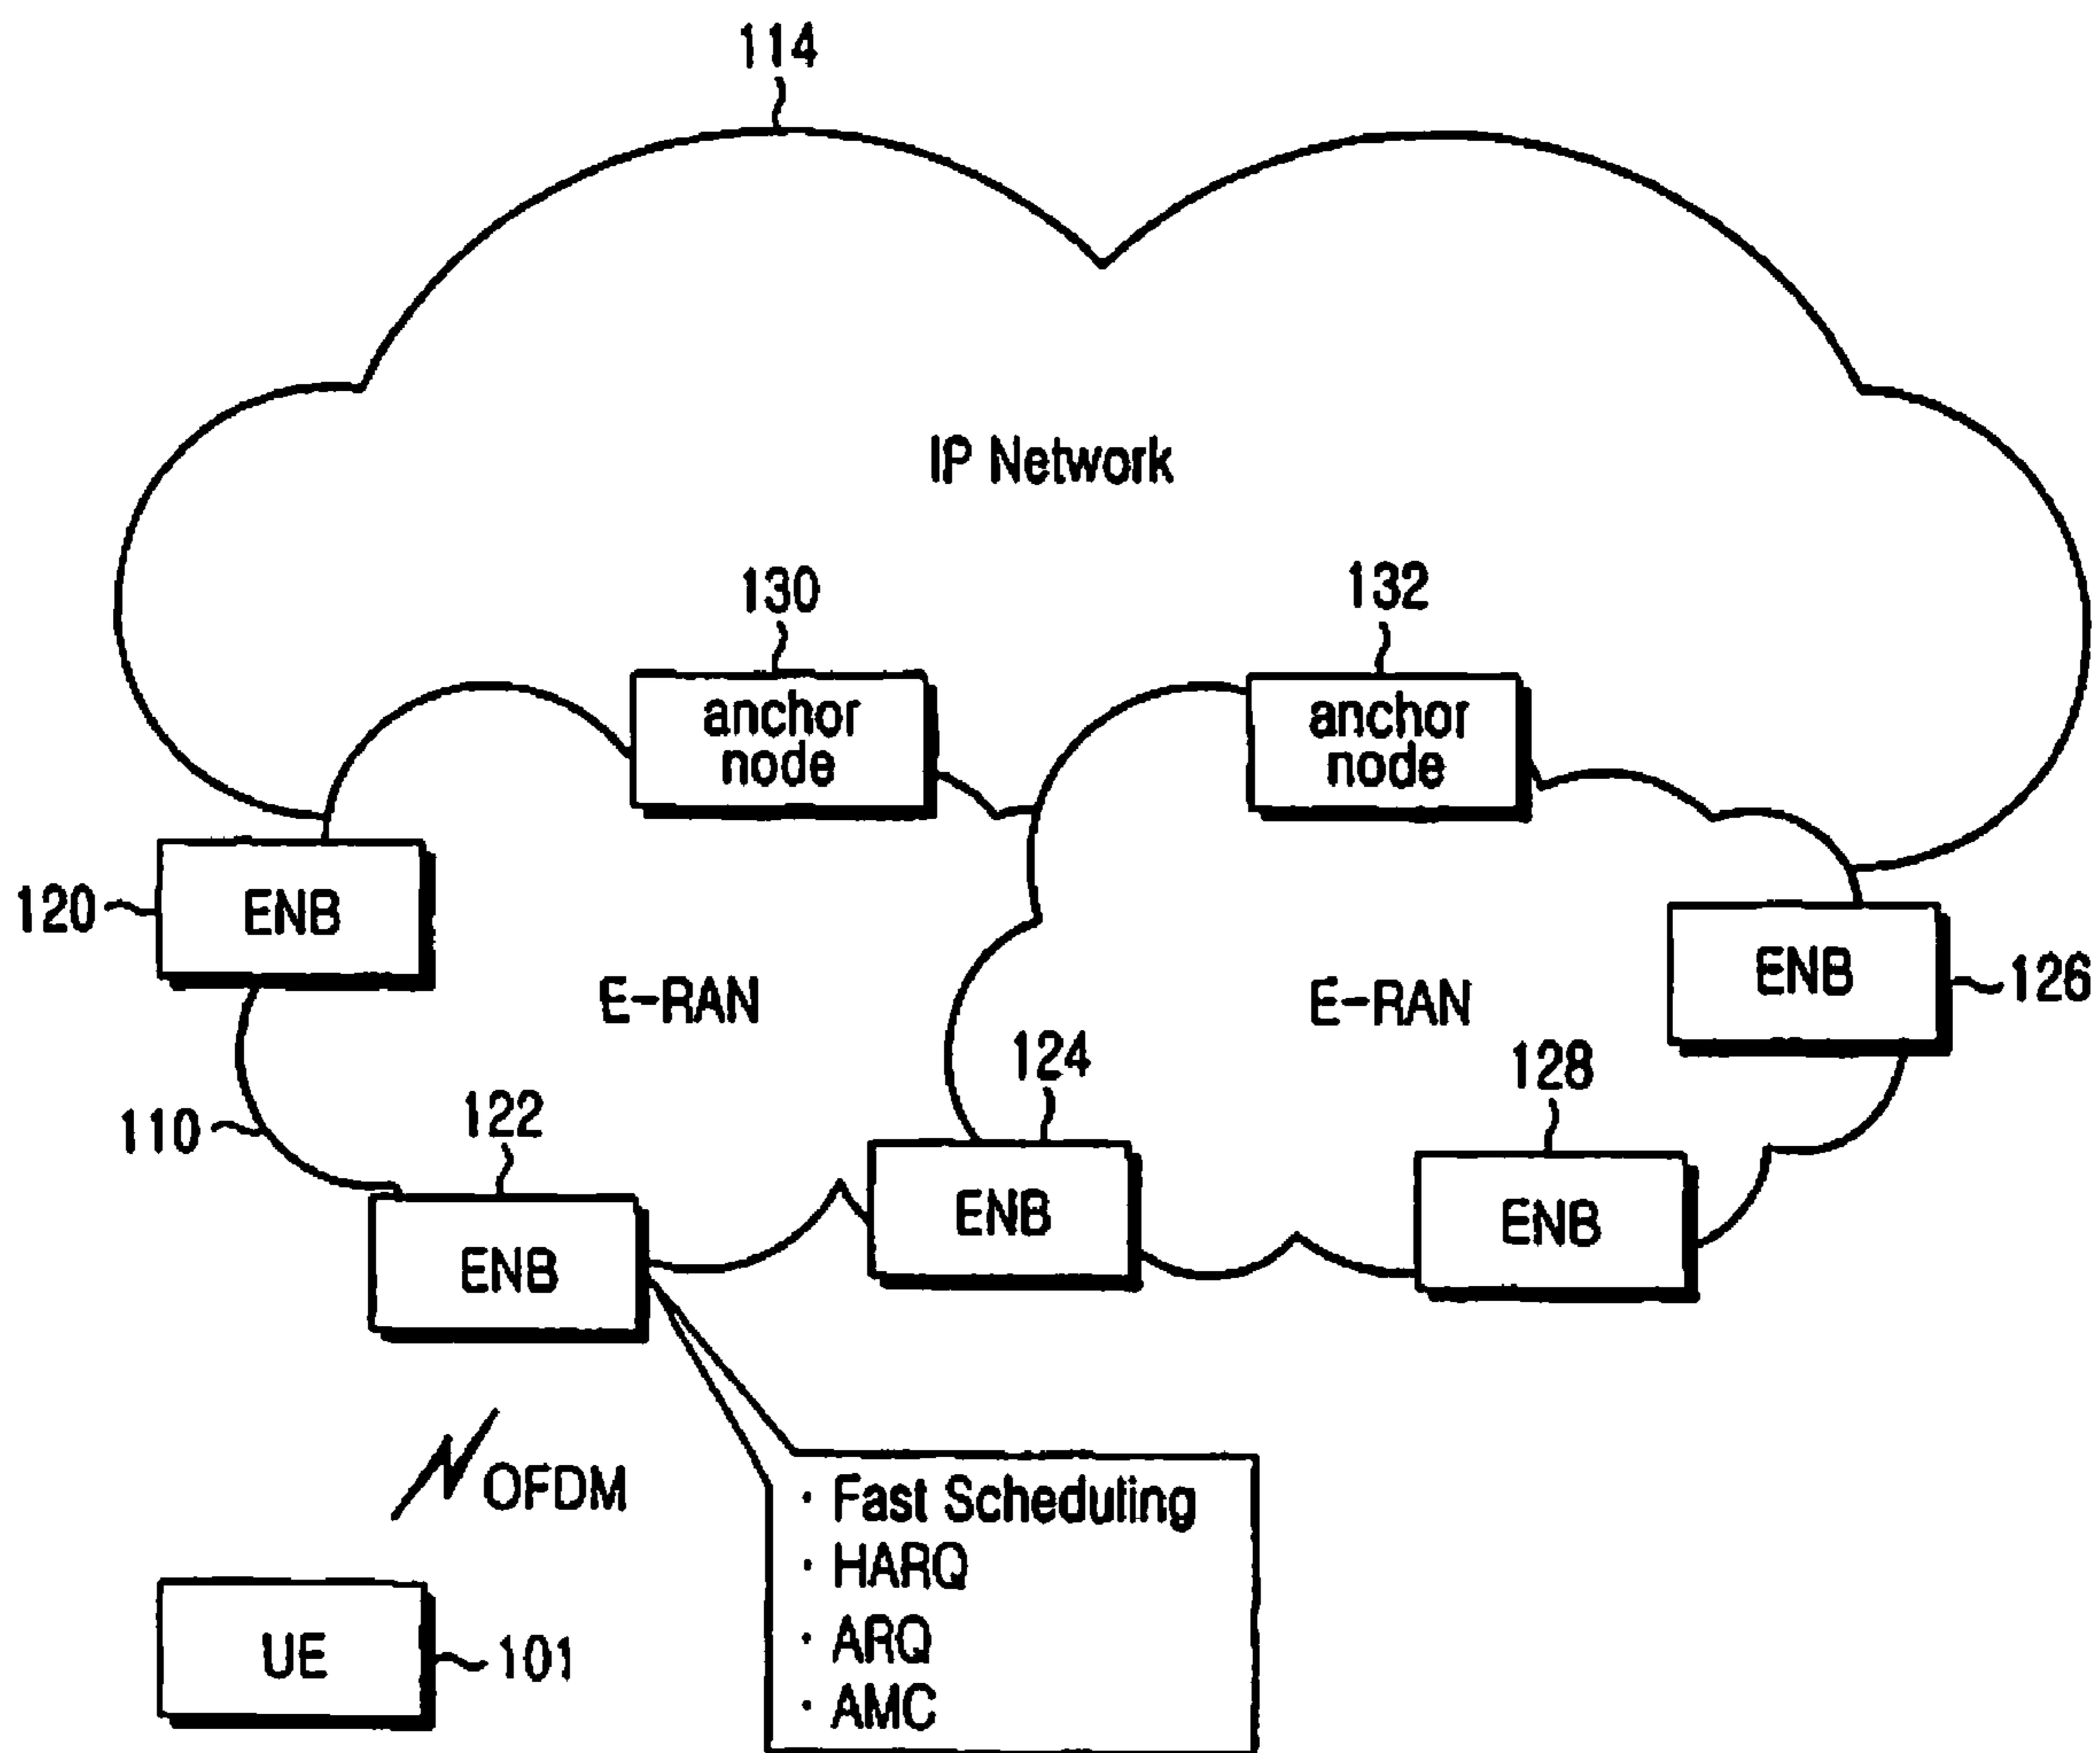 114
IP Network
130
132
anchor
node
anchor
node
120
ENB
ENB
126
E-RAN
E-RAN
124
128
110
122
ENB
ENB
ENB
OFDM
· Fast Scheduling
· HARQ
· ARQ
· AMC
UE
101